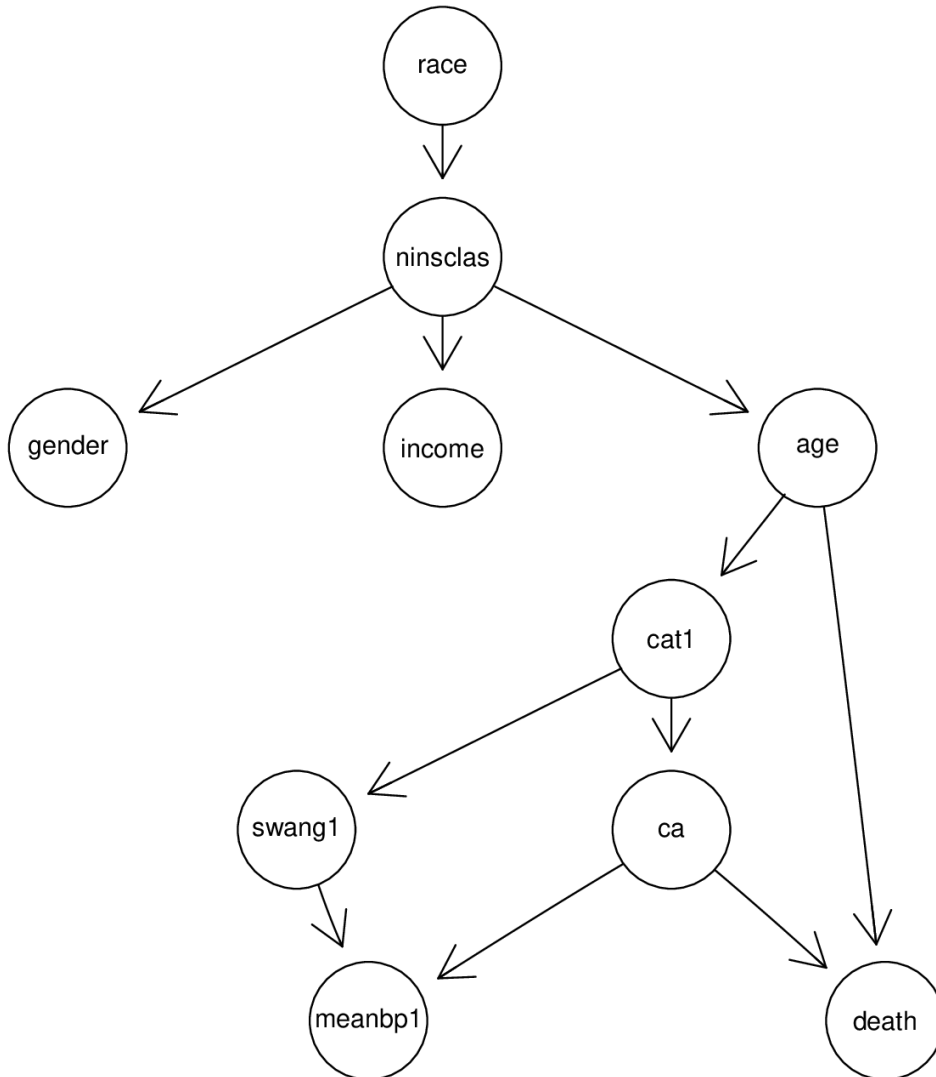 race
ninsclas
gender
income
age
cat1
swang1
ca
meanbp1
death